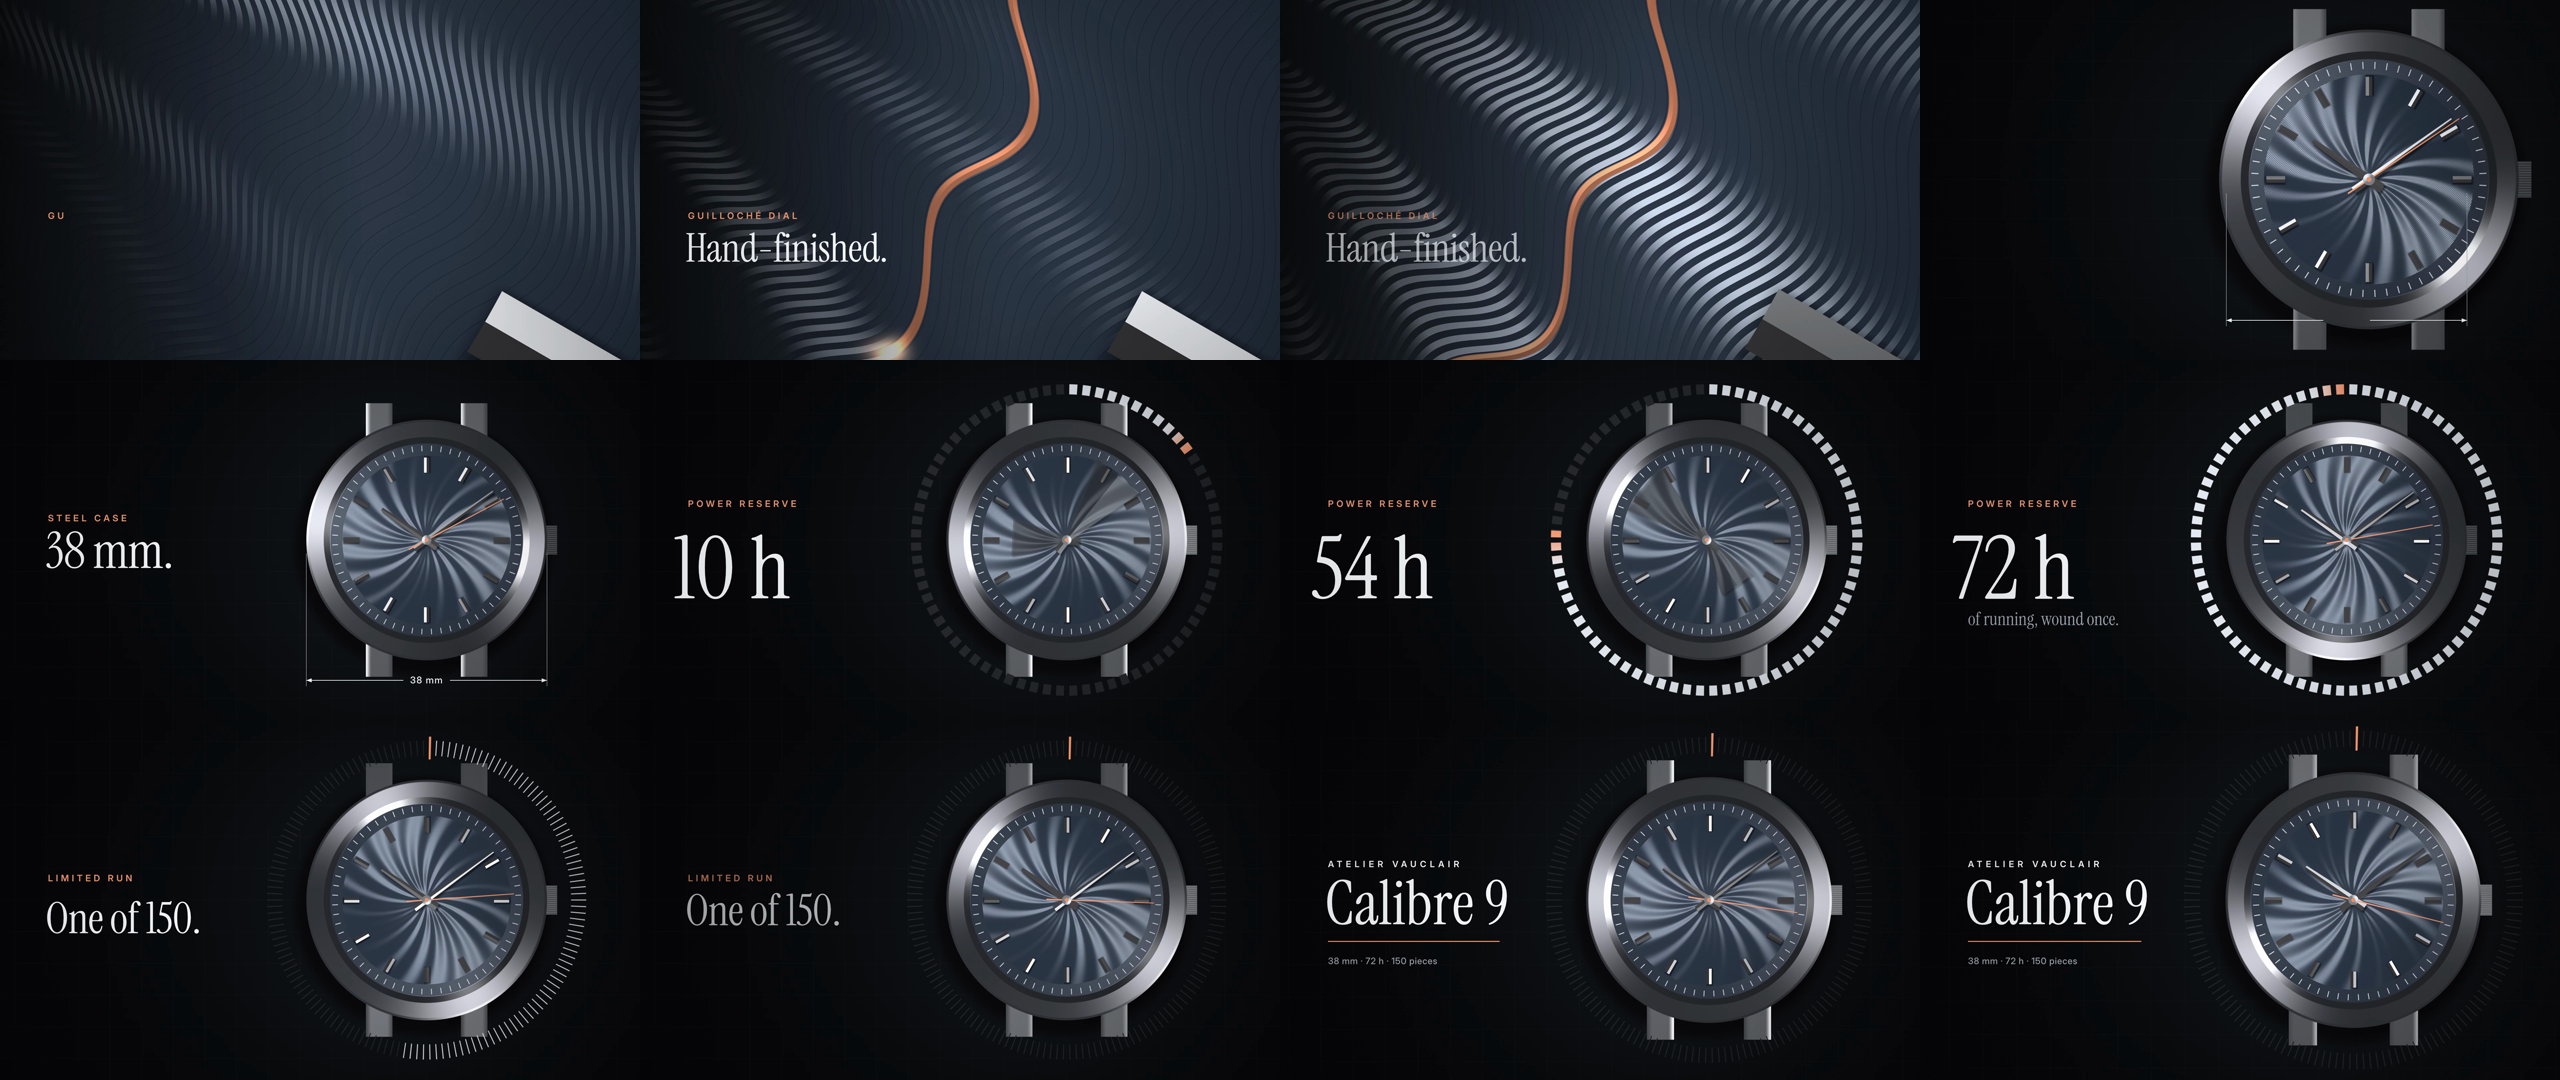 GU
GUILLOCHÉ DIAL
Hand-finished.
GUILLOCHÉ DIAL
Hand-finished.
STEEL CASE
38 mm.
38 mm
POWER RESERVE
10 h
POWER RESERVE
54 h
POWER RESERVE
72 h
of running, wound once.
LIMITED RUN
One of 150.
LIMITED RUN
One of 150.
ATELIER VAUCLAIR
Calibre 9
38 mm · 72 h · 150 pieces
ATELIER VAUCLAIR
Calibre 9
38 mm · 72 h · 150 pieces